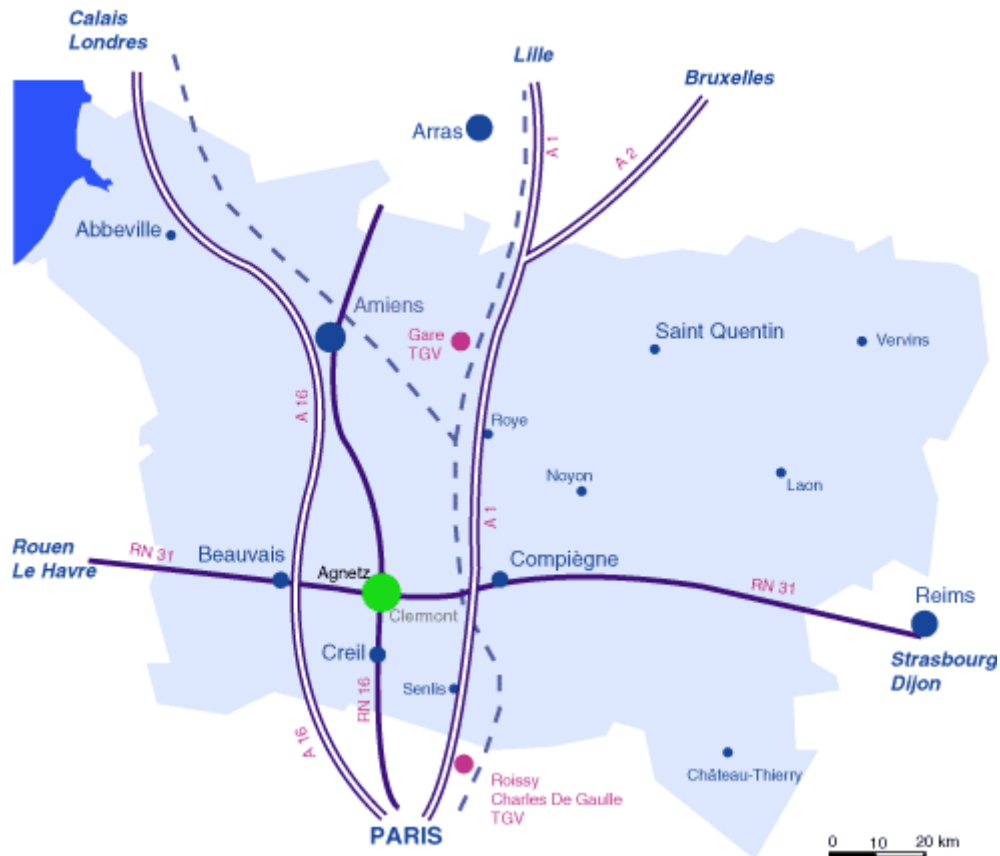 Calais
Londres
Lille
Bruxelles
Arras
A 1
A 2
Abbeville
Amiens
Gare
TGV
Saint Quentin
Vervins
A 16
Roye
Noyon
Laon
A 1
Rouen
Le Havre
RN 31
Beauvais
Agnetz
Compiègne
RN 31
Clermont
Reims
Creil
Strasbourg
Dijon
Senlis
RN 16
A 16
Roissy
Charles De Gaulle
TGV
Château-Thierry
PARIS
0 10 20 km